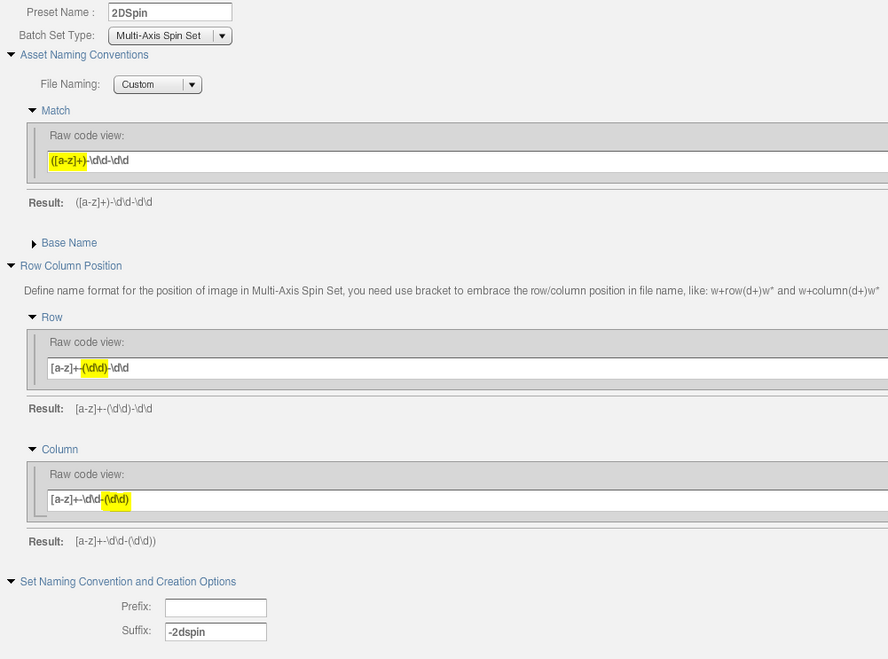 Preset Name : 2DSpin
Batch Set Type: Multi-Axis Spin Set
Asset Naming Conventions
File Naming: Custom
Match
Raw code view:
([a-z]+)-\d\d-\d\d
Result: ([a-z]+)-\d\d-\d\d
Base Name
Row Column Position
Define name format for the position of image in Multi-Axis Spin Set, you need use bracket to embrace the row/column position in file name, like: w+row(d+)w* and w+column(d+)w*
Row
Raw code view:
[a-z]+-(\d\d)-\d\d
Result: [a-z]+-(\d\d)-\d\d
Column
Raw code view:
[a-z]+-\d\d-(\d\d)
Result: [a-z]+-\d\d-(\d\d))
Set Naming Convention and Creation Options
Prefix:
Suffix: -2dspin